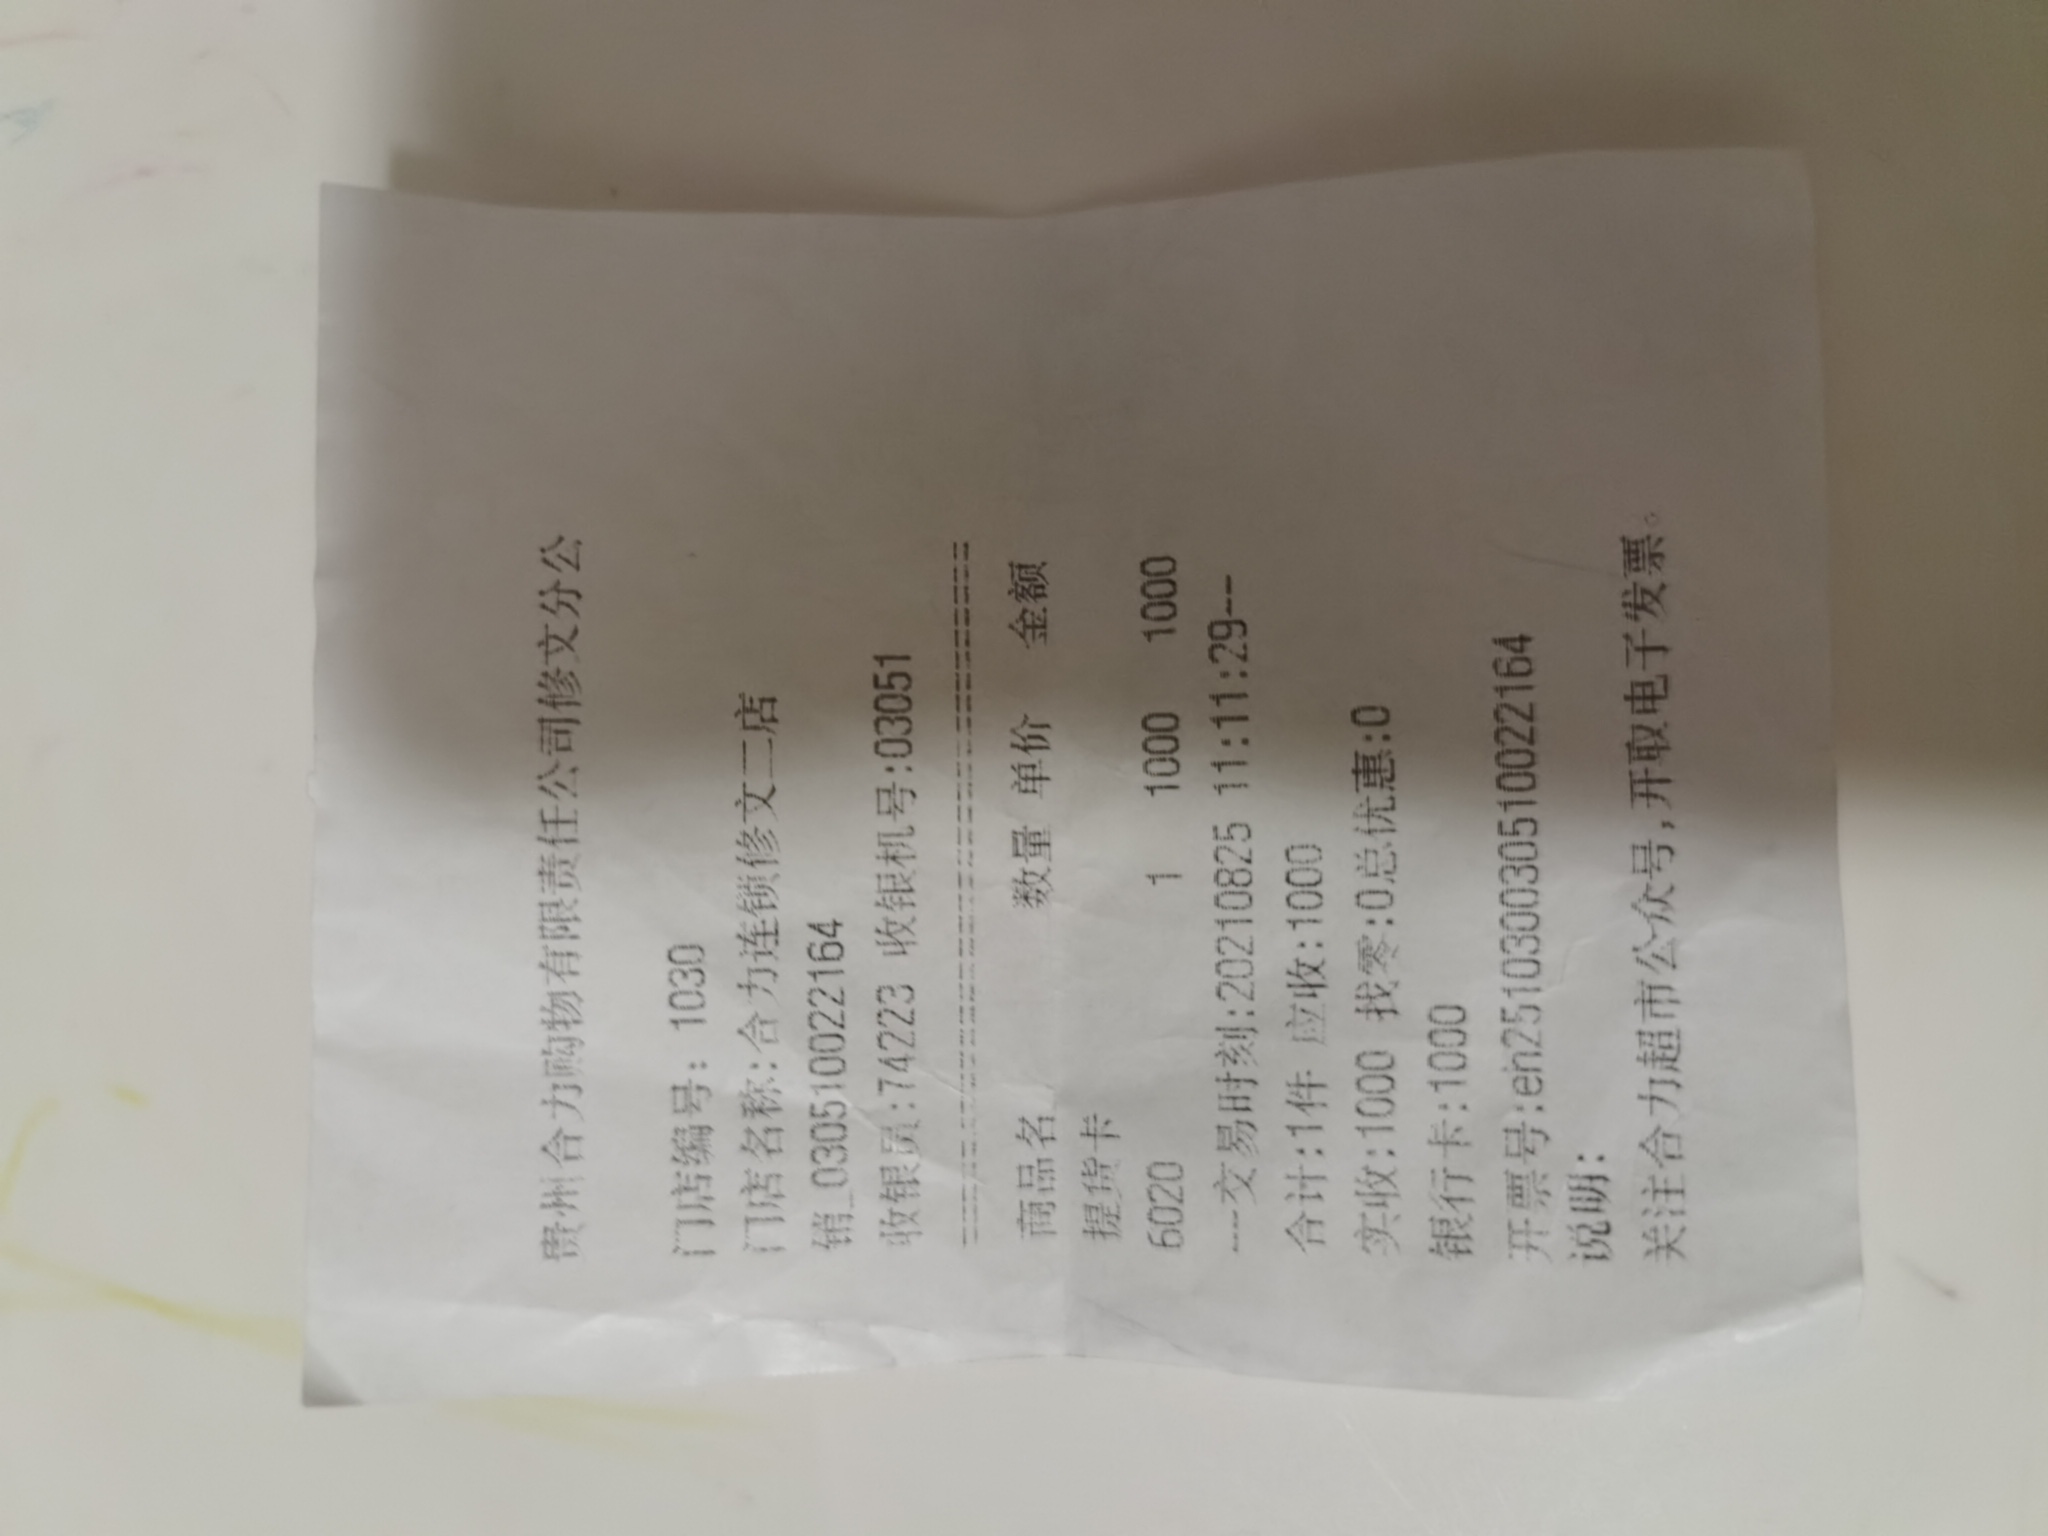 贵州合力购物有限责任公司修文分公
门店编号: 1030
门店名称:合力连锁修文二店
销_030510022164
收银员:74223 收银机号:03051
商品名 数量 单价 金额
提货卡
6020 1 1000 1000
---交易时刻:20210825 11:11:29--
合计:1件 应收:1000
实收:1000 找零:0总优惠:0
银行卡:1000
开票号:ein251030030510022164
说明:
关注合力超市公众号,开取电子发票。